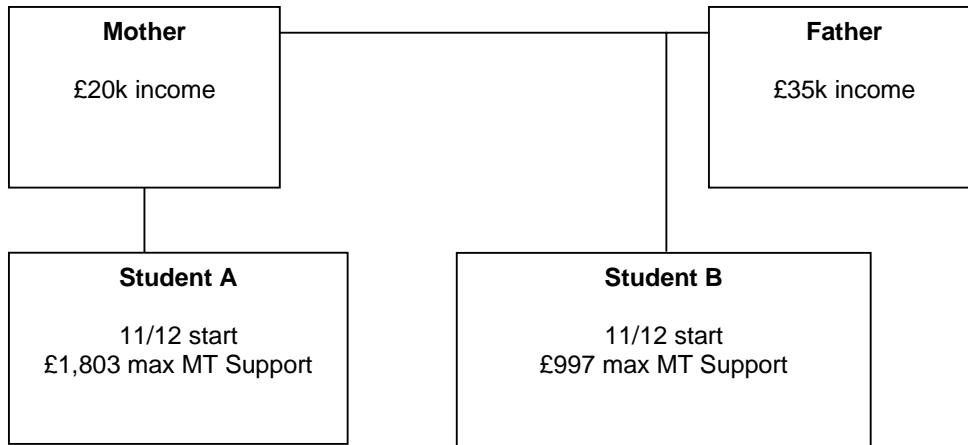 Mother
£20k income
Father
£35k income
Student A
11/12 start
£1,803 max MT Support
Student B
11/12 start
£997 max MT Support